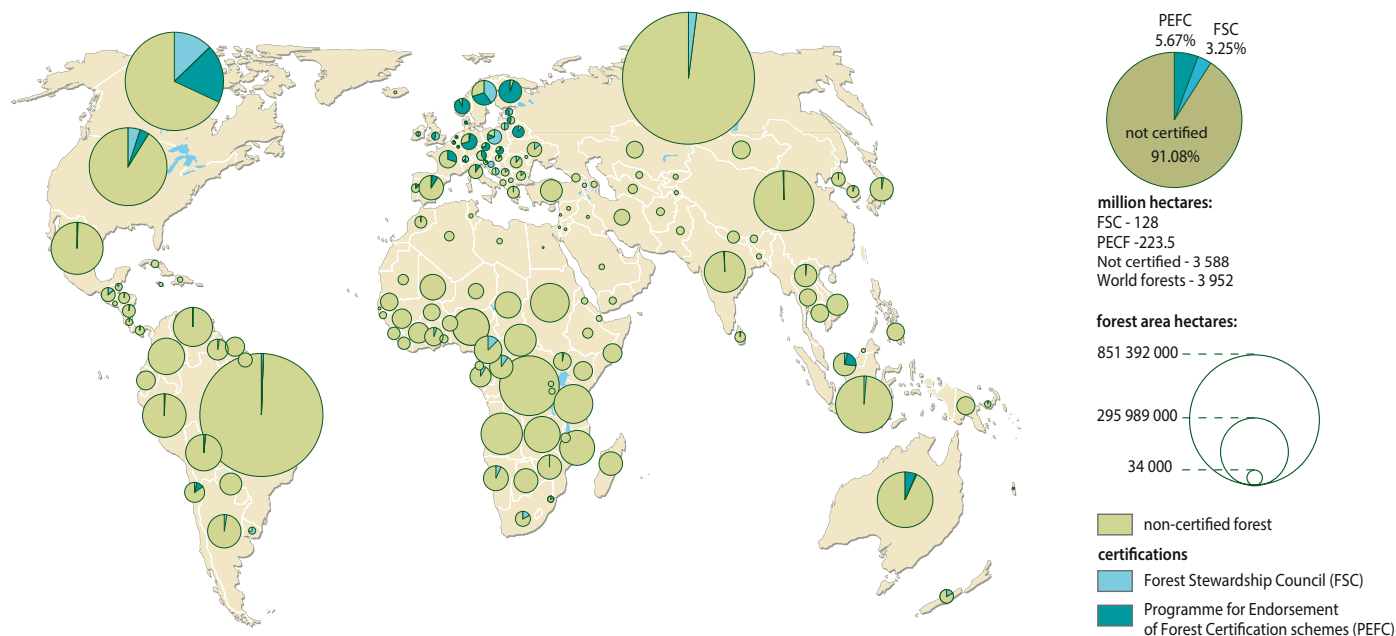 PEFC
5.67%
FSC
3.25%
not certified
91.08%
million hectares:
FSC - 128
PECF -223.5
Not certified - 3 588
World forests - 3 952
forest area hectares:
851 392 000
295 989 000
34 000
non-certified forest
certifications
Forest Stewardship Council (FSC)
Programme for Endorsement
of Forest Certification schemes (PEFC)